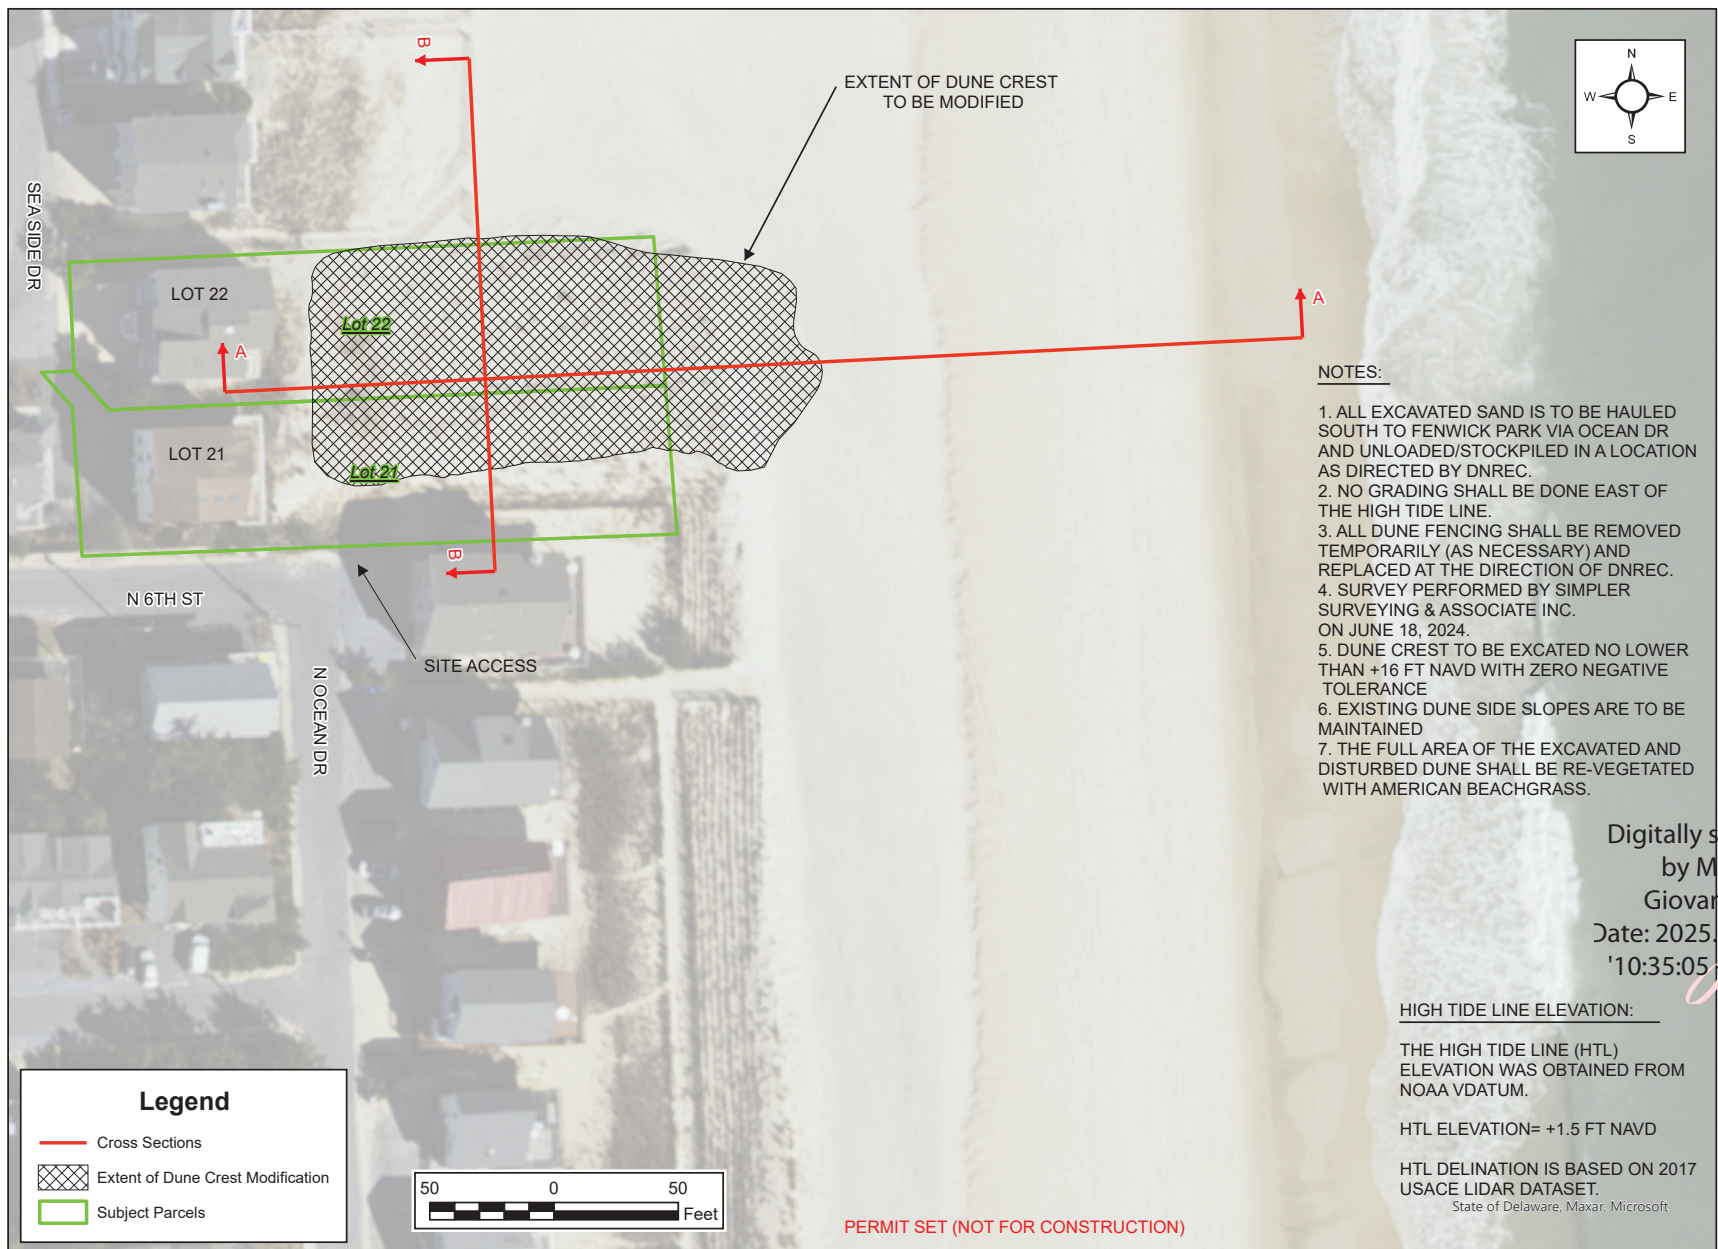 B
EXTENT OF DUNE CREST
TO BE MODIFIED
N
W
E
S
SEA SIDE DR
LOT 22
Lot 22
A
A
LOT 21
Lot 21
B
N 6TH ST
SITE ACCESS
N OCEAN DR
NOTES:
1. ALL EXCAVATED SAND IS TO BE HAULED
SOUTH TO FENWICK PARK VIA OCEAN DR
AND UNLOADED/STOCKPILED IN A LOCATION
AS DIRECTED BY DNREC.
2. NO GRADING SHALL BE DONE EAST OF
THE HIGH TIDE LINE.
3. ALL DUNE FENCING SHALL BE REMOVED
TEMPORARILY (AS NECESSARY) AND
REPLACED AT THE DIRECTION OF DNREC.
4. SURVEY PERFORMED BY SIMPLER
SURVEYING & ASSOCIATE INC.
ON JUNE 18, 2024.
5. DUNE CREST TO BE EXCATED NO LOWER
THAN +16 FT NAVD WITH ZERO NEGATIVE
TOLERANCE
6. EXISTING DUNE SIDE SLOPES ARE TO BE
MAINTAINED
7. THE FULL AREA OF THE EXCAVATED AND
DISTURBED DUNE SHALL BE RE-VEGETATED
WITH AMERICAN BEACHGRASS.
Digitally s
by M
Giovar
Date: 2025.
'10:35:05
HIGH TIDE LINE ELEVATION:
THE HIGH TIDE LINE (HTL)
ELEVATION WAS OBTAINED FROM
NOAA VDATUM.
HTL ELEVATION= +1.5 FT NAVD
HTL DELINATION IS BASED ON 2017
USACE LIDAR DATASET.
State of Delaware, Maxar, Microsoft
Legend
Cross Sections
Extent of Dune Crest Modification
Subject Parcels
50 0 50
Feet
PERMIT SET (NOT FOR CONSTRUCTION)